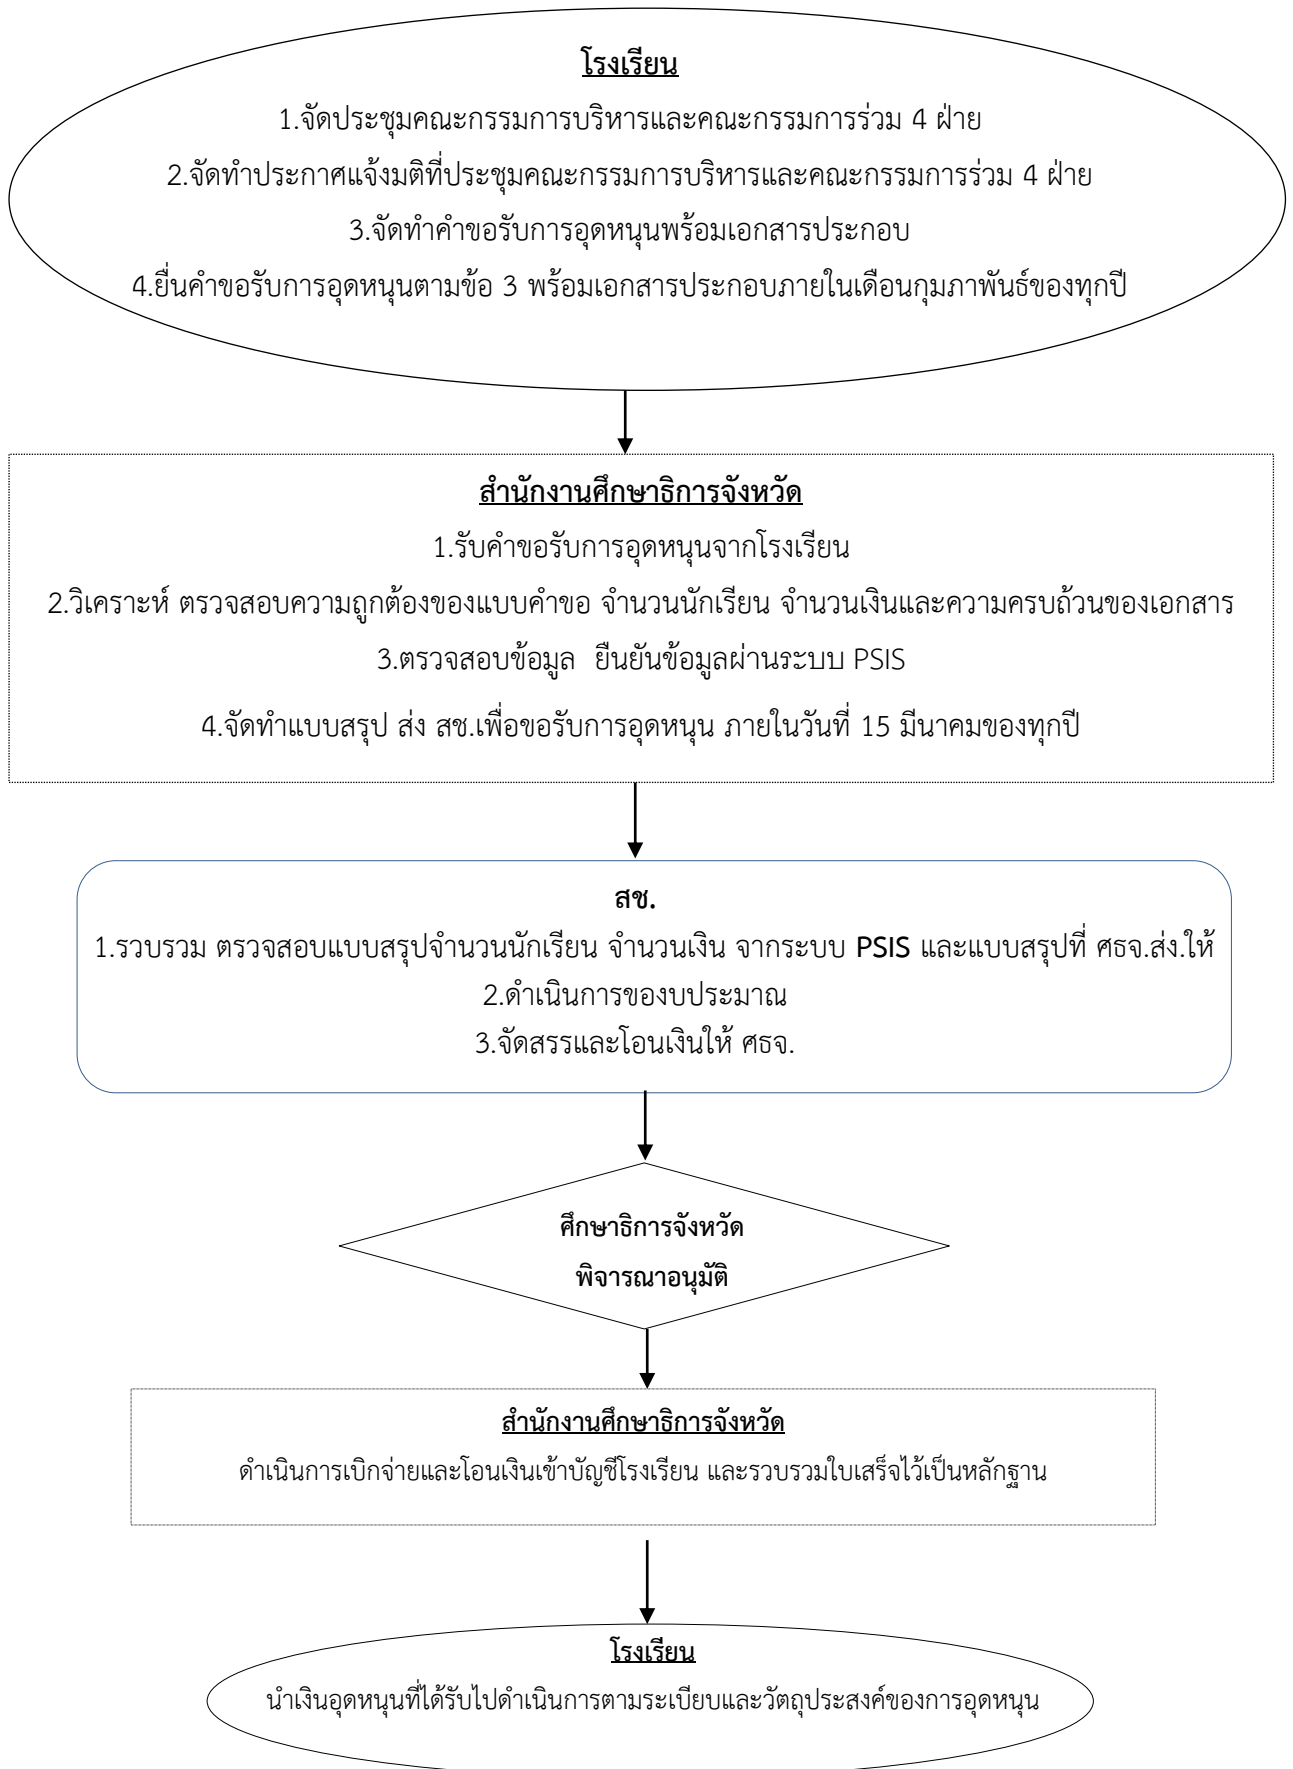 โรงเรียน
1.จัดประชุมคณะกรรมการบริหารและคณะกรรมการร่วม 4 ฝ่าย
2.จัดทำประกาศแจ้งมติที่ประชุมคณะกรรมการบริหารและคณะกรรมการร่วม 4 ฝ่าย
3.จัดทำคำขอรับการอุดหนุนพร้อมเอกสารประกอบ
4.ยื่นคำขอรับการอุดหนุนตามข้อ 3 พร้อมเอกสารประกอบภายในเดือนกุมภาพันธ์ของทุกปี
สำนักงานศึกษาธิการจังหวัด
1.รับคำขอรับการอุดหนุนจากโรงเรียน
2.วิเคราะห์ ตรวจสอบความถูกต้องของแบบคำขอ จำนวนนักเรียน จำนวนเงินและความครบถ้วนของเอกสาร
3.ตรวจสอบข้อมูล ยืนยันข้อมูลผ่านระบบ PSIS
4.จัดทำแบบสรุป ส่ง สช.เพื่อขอรับการอุดหนุน ภายในวันที่ 15 มีนาคมของทุกปี
สช.
1.รวบรวม ตรวจสอบแบบสรุปจำนวนนักเรียน จำนวนเงิน จากระบบ PSIS และแบบสรุปที่ ศธจ.ส่ง.ให้
2.ดำเนินการของบประมาณ
3.จัดสรรและโอนเงินให้ ศธจ.
ศึกษาธิการจังหวัด
พิจารณาอนุมัติ
สำนักงานศึกษาธิการจังหวัด
ดำเนินการเบิกจ่ายและโอนเงินเข้าบัญชีโรงเรียน และรวบรวมใบเสร็จไว้เป็นหลักฐาน
โรงเรียน
นำเงินอุดหนุนที่ได้รับไปดำเนินการตามระเบียบและวัตถุประสงค์ของการอุดหนุน